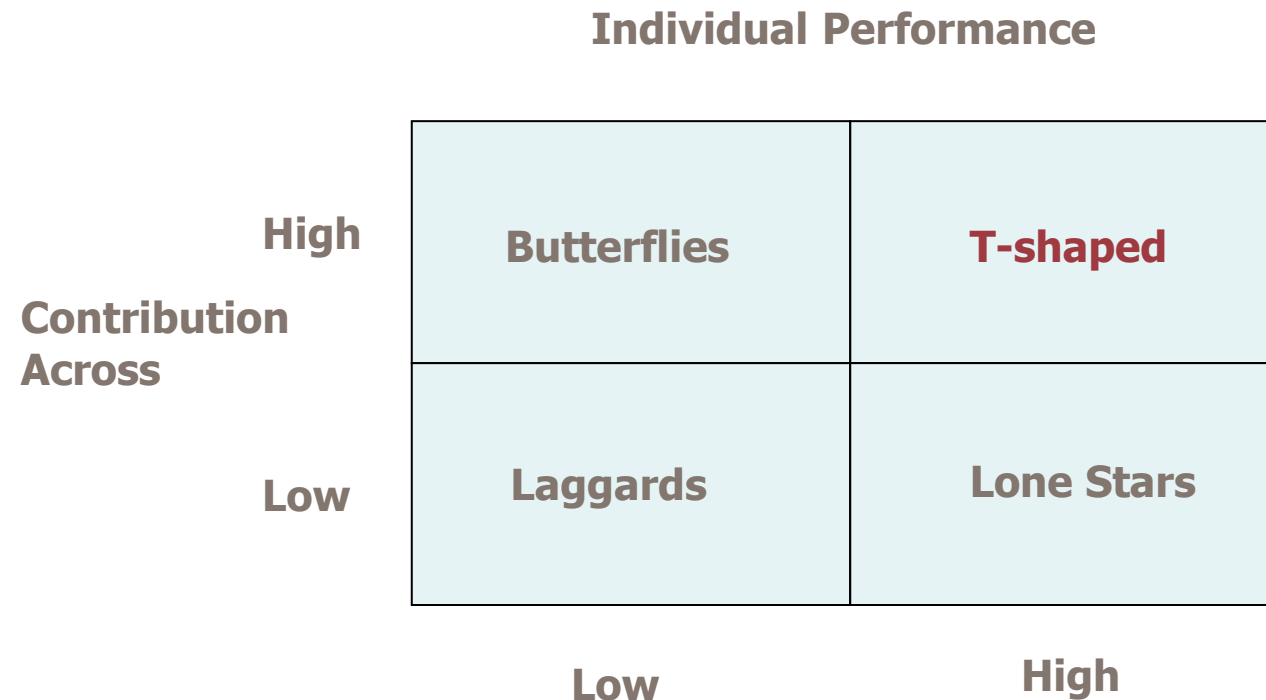 Individual Performance
High
Butterflies
T-shaped
Contribution
Across
Low
Laggards
Lone Stars
Low
High